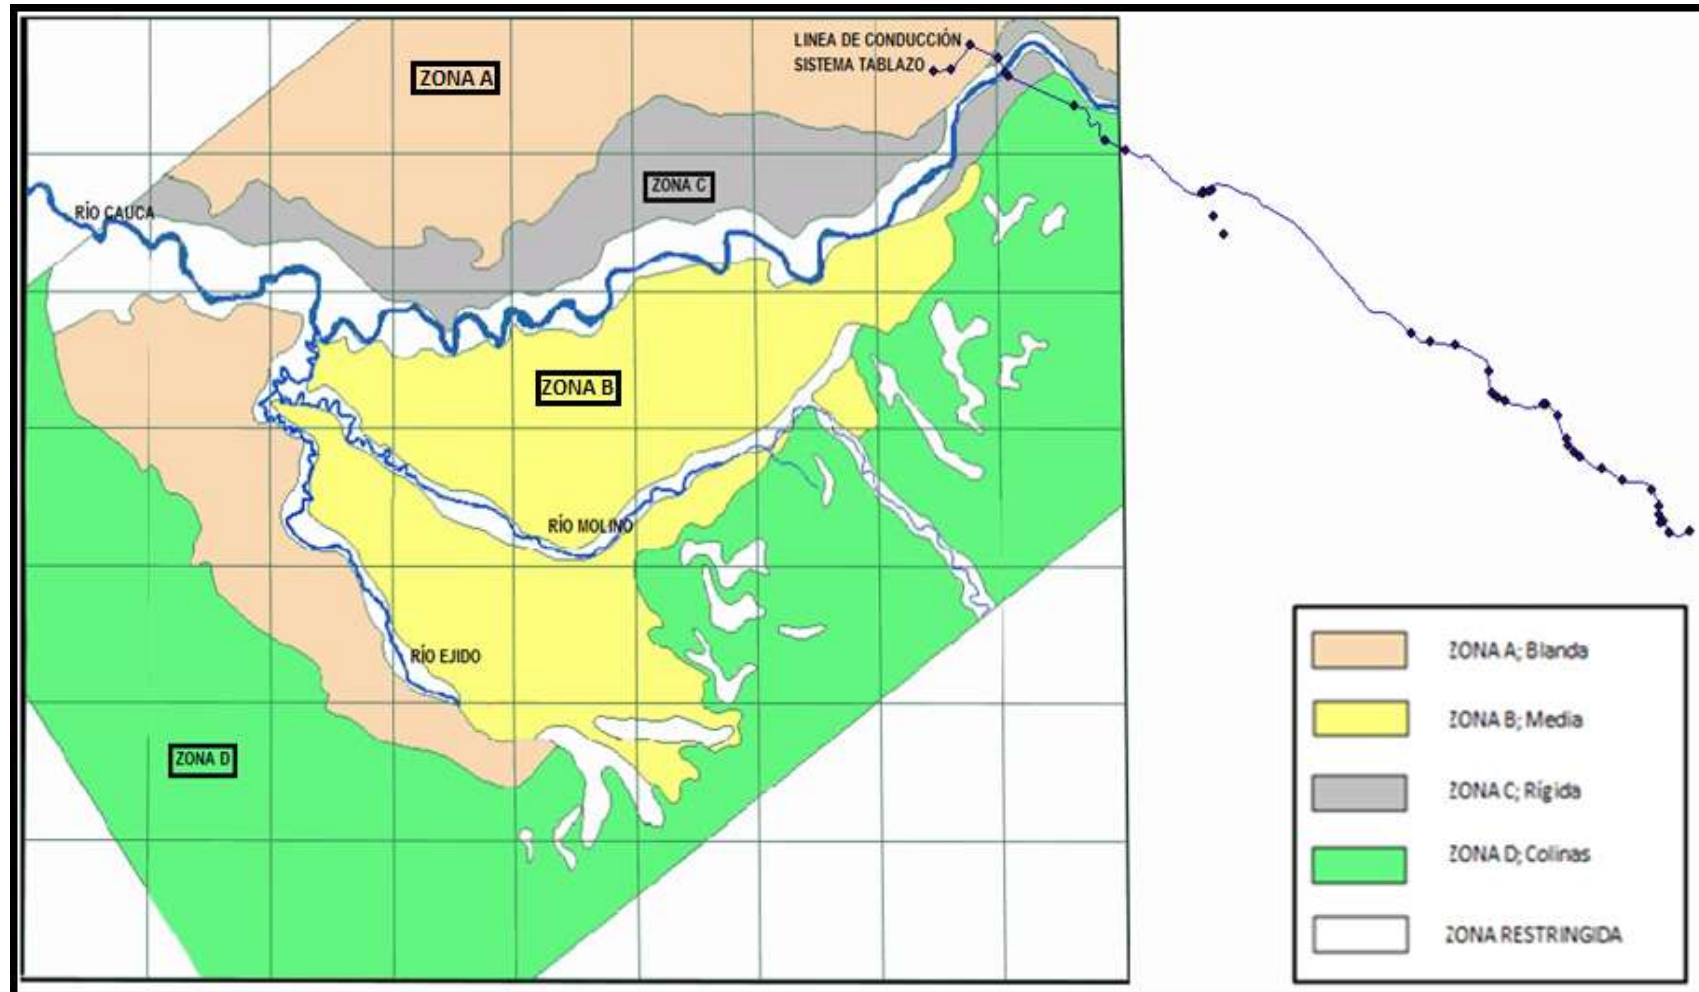 LINEA DE CONDUCCIÓN
SISTEMA TABLAZO
ZONA A
ZONA C
RÍO CAUCA
ZONA B
RÍO MOLINO
RÍO EJIDO
ZONA D
ZONA A; Blanda
ZONA B; Media
ZONA C; Rígida
ZONA D; Colinas
ZONA RESTRINGIDA